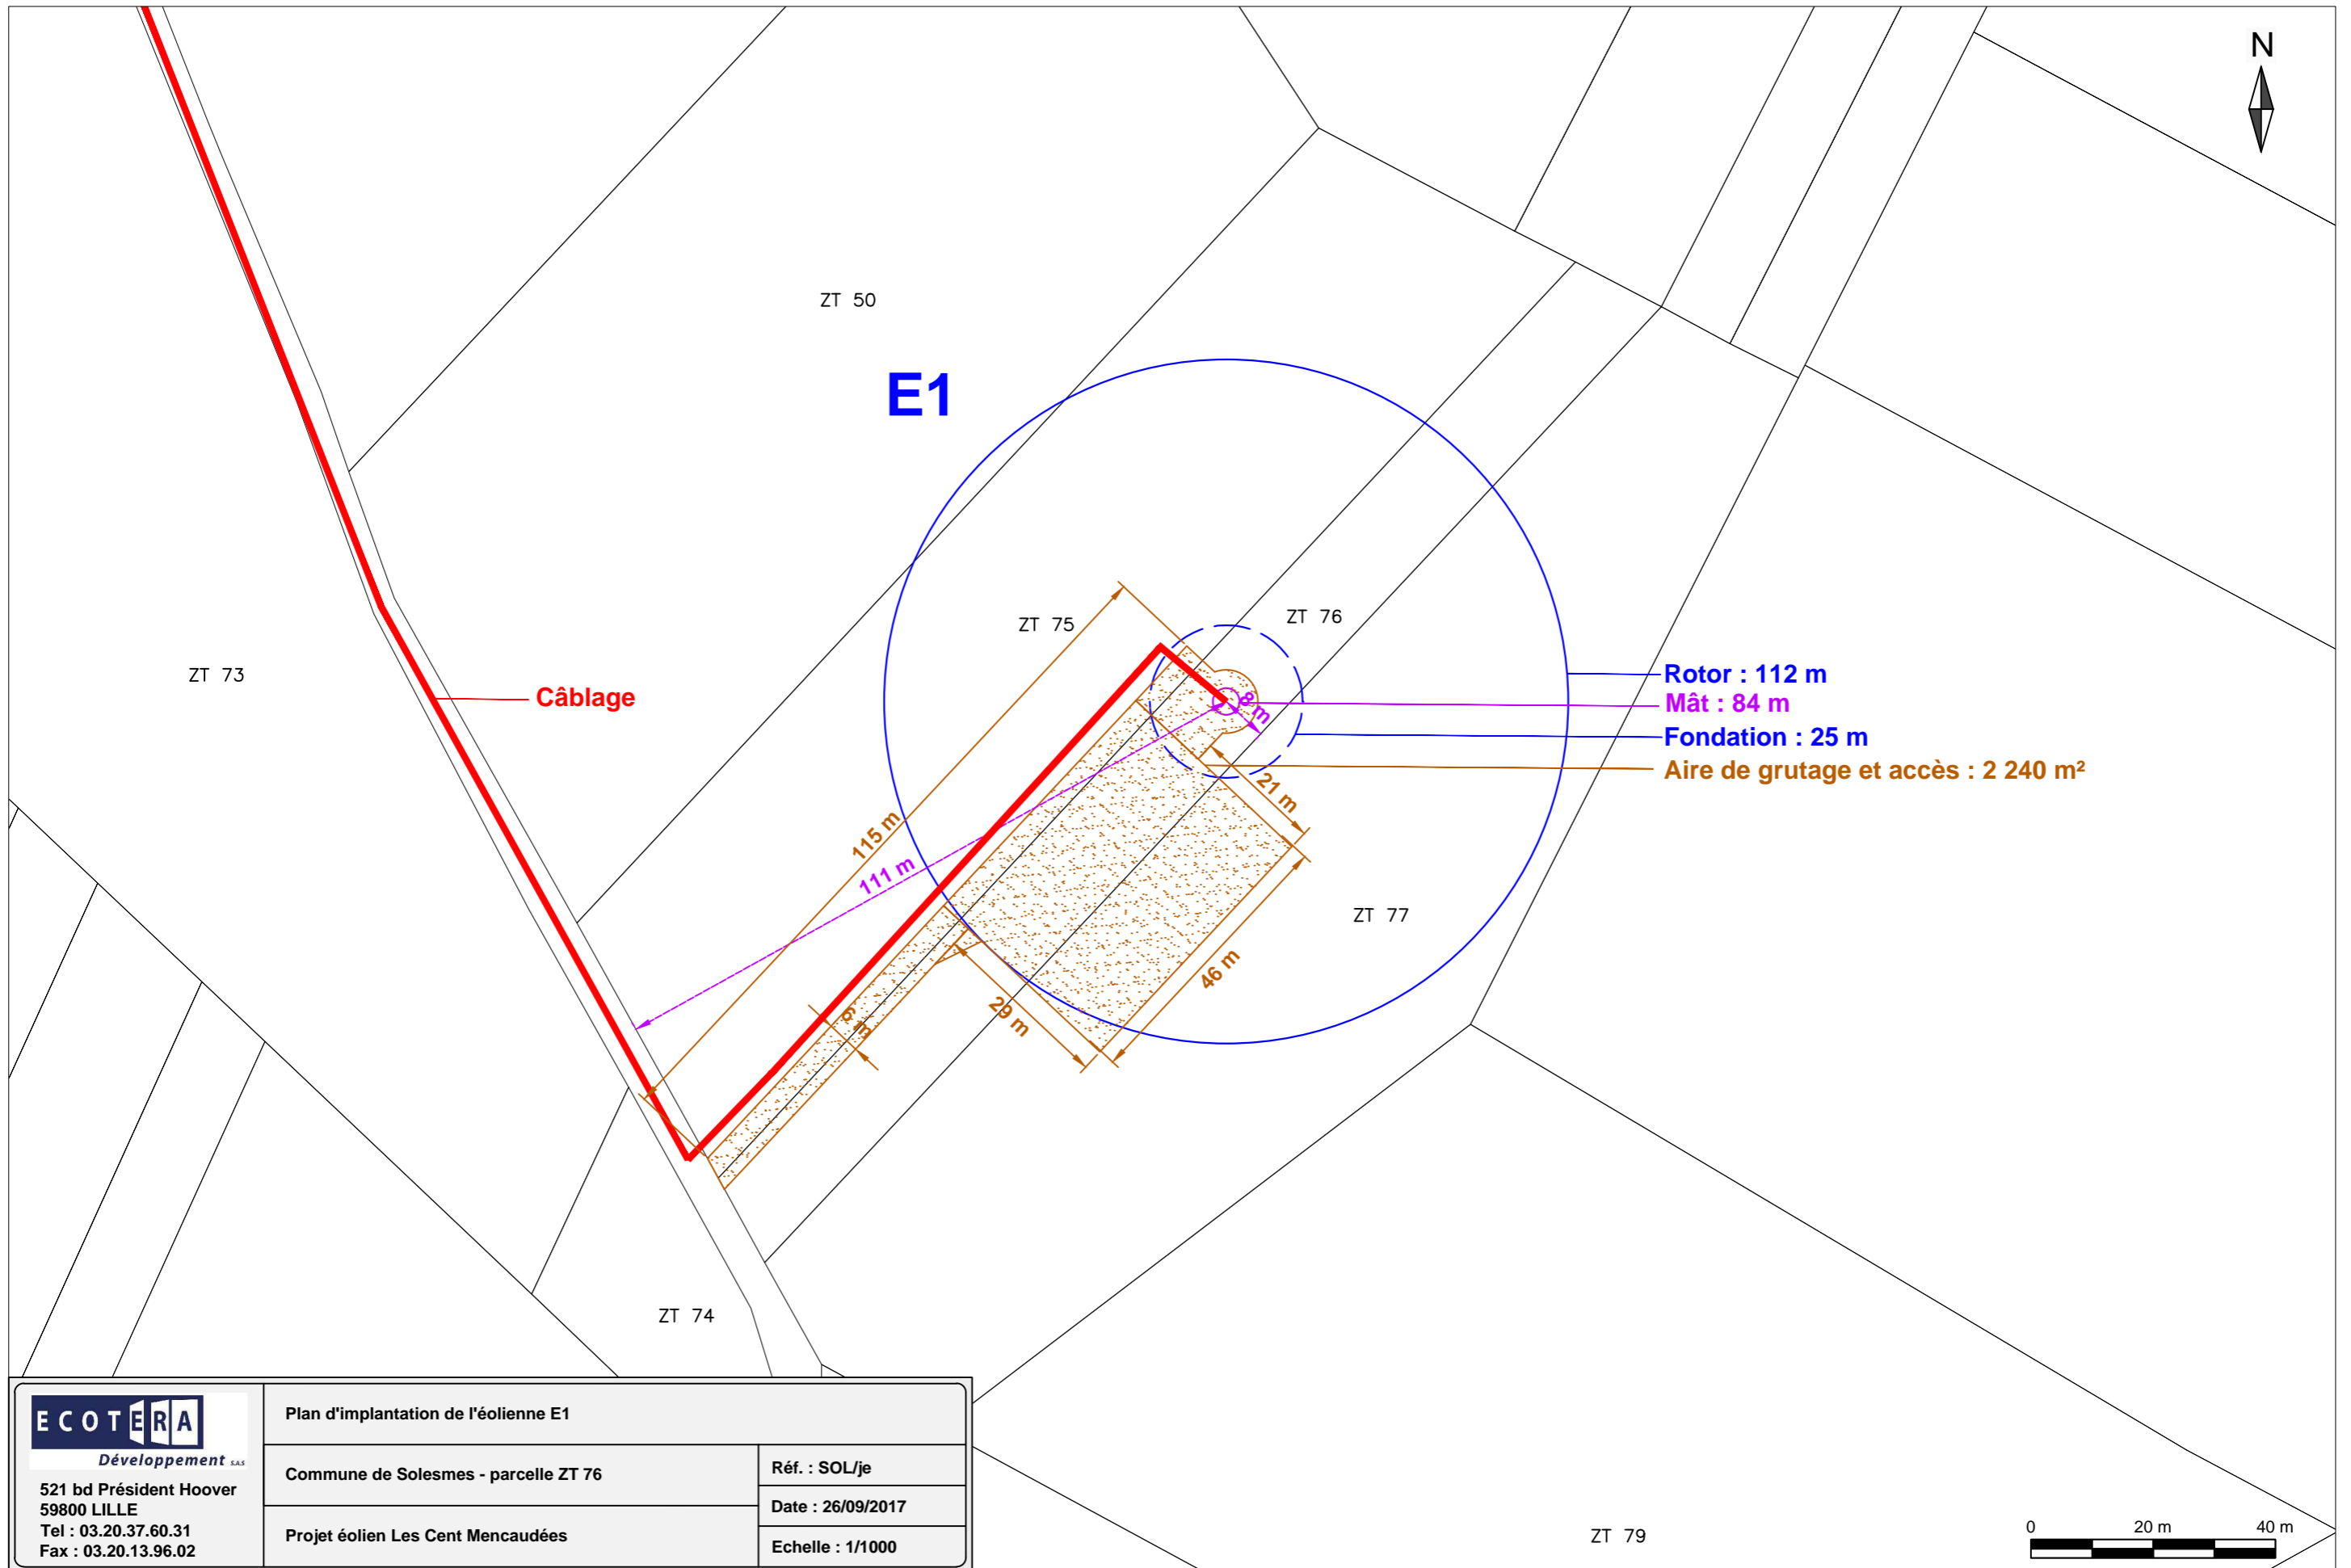 N
ZT 50
E1
ZT 75
ZT 76
ZT 73
Câblage
8 m
Rotor : 112 m
Mât : 84 m
Fondation : 25 m
Aire de grutage et accès : 2 240 m²
21 m
115 m
111 m
ZT 77
46 m
29 m
6 m
ZT 74
ECOTERA
Développement S.A.S
521 bd Président Hoover
59800 LILLE
Tel : 03.20.37.60.31
Fax : 03.20.13.96.02
Plan d'implantation de l'éolienne E1
Commune de Solesmes - parcelle ZT 76
Projet éolien Les Cent Mencaudées
Réf. : SOL/je
Date : 26/09/2017
Echelle : 1/1000
ZT 79
0 20 m 40 m